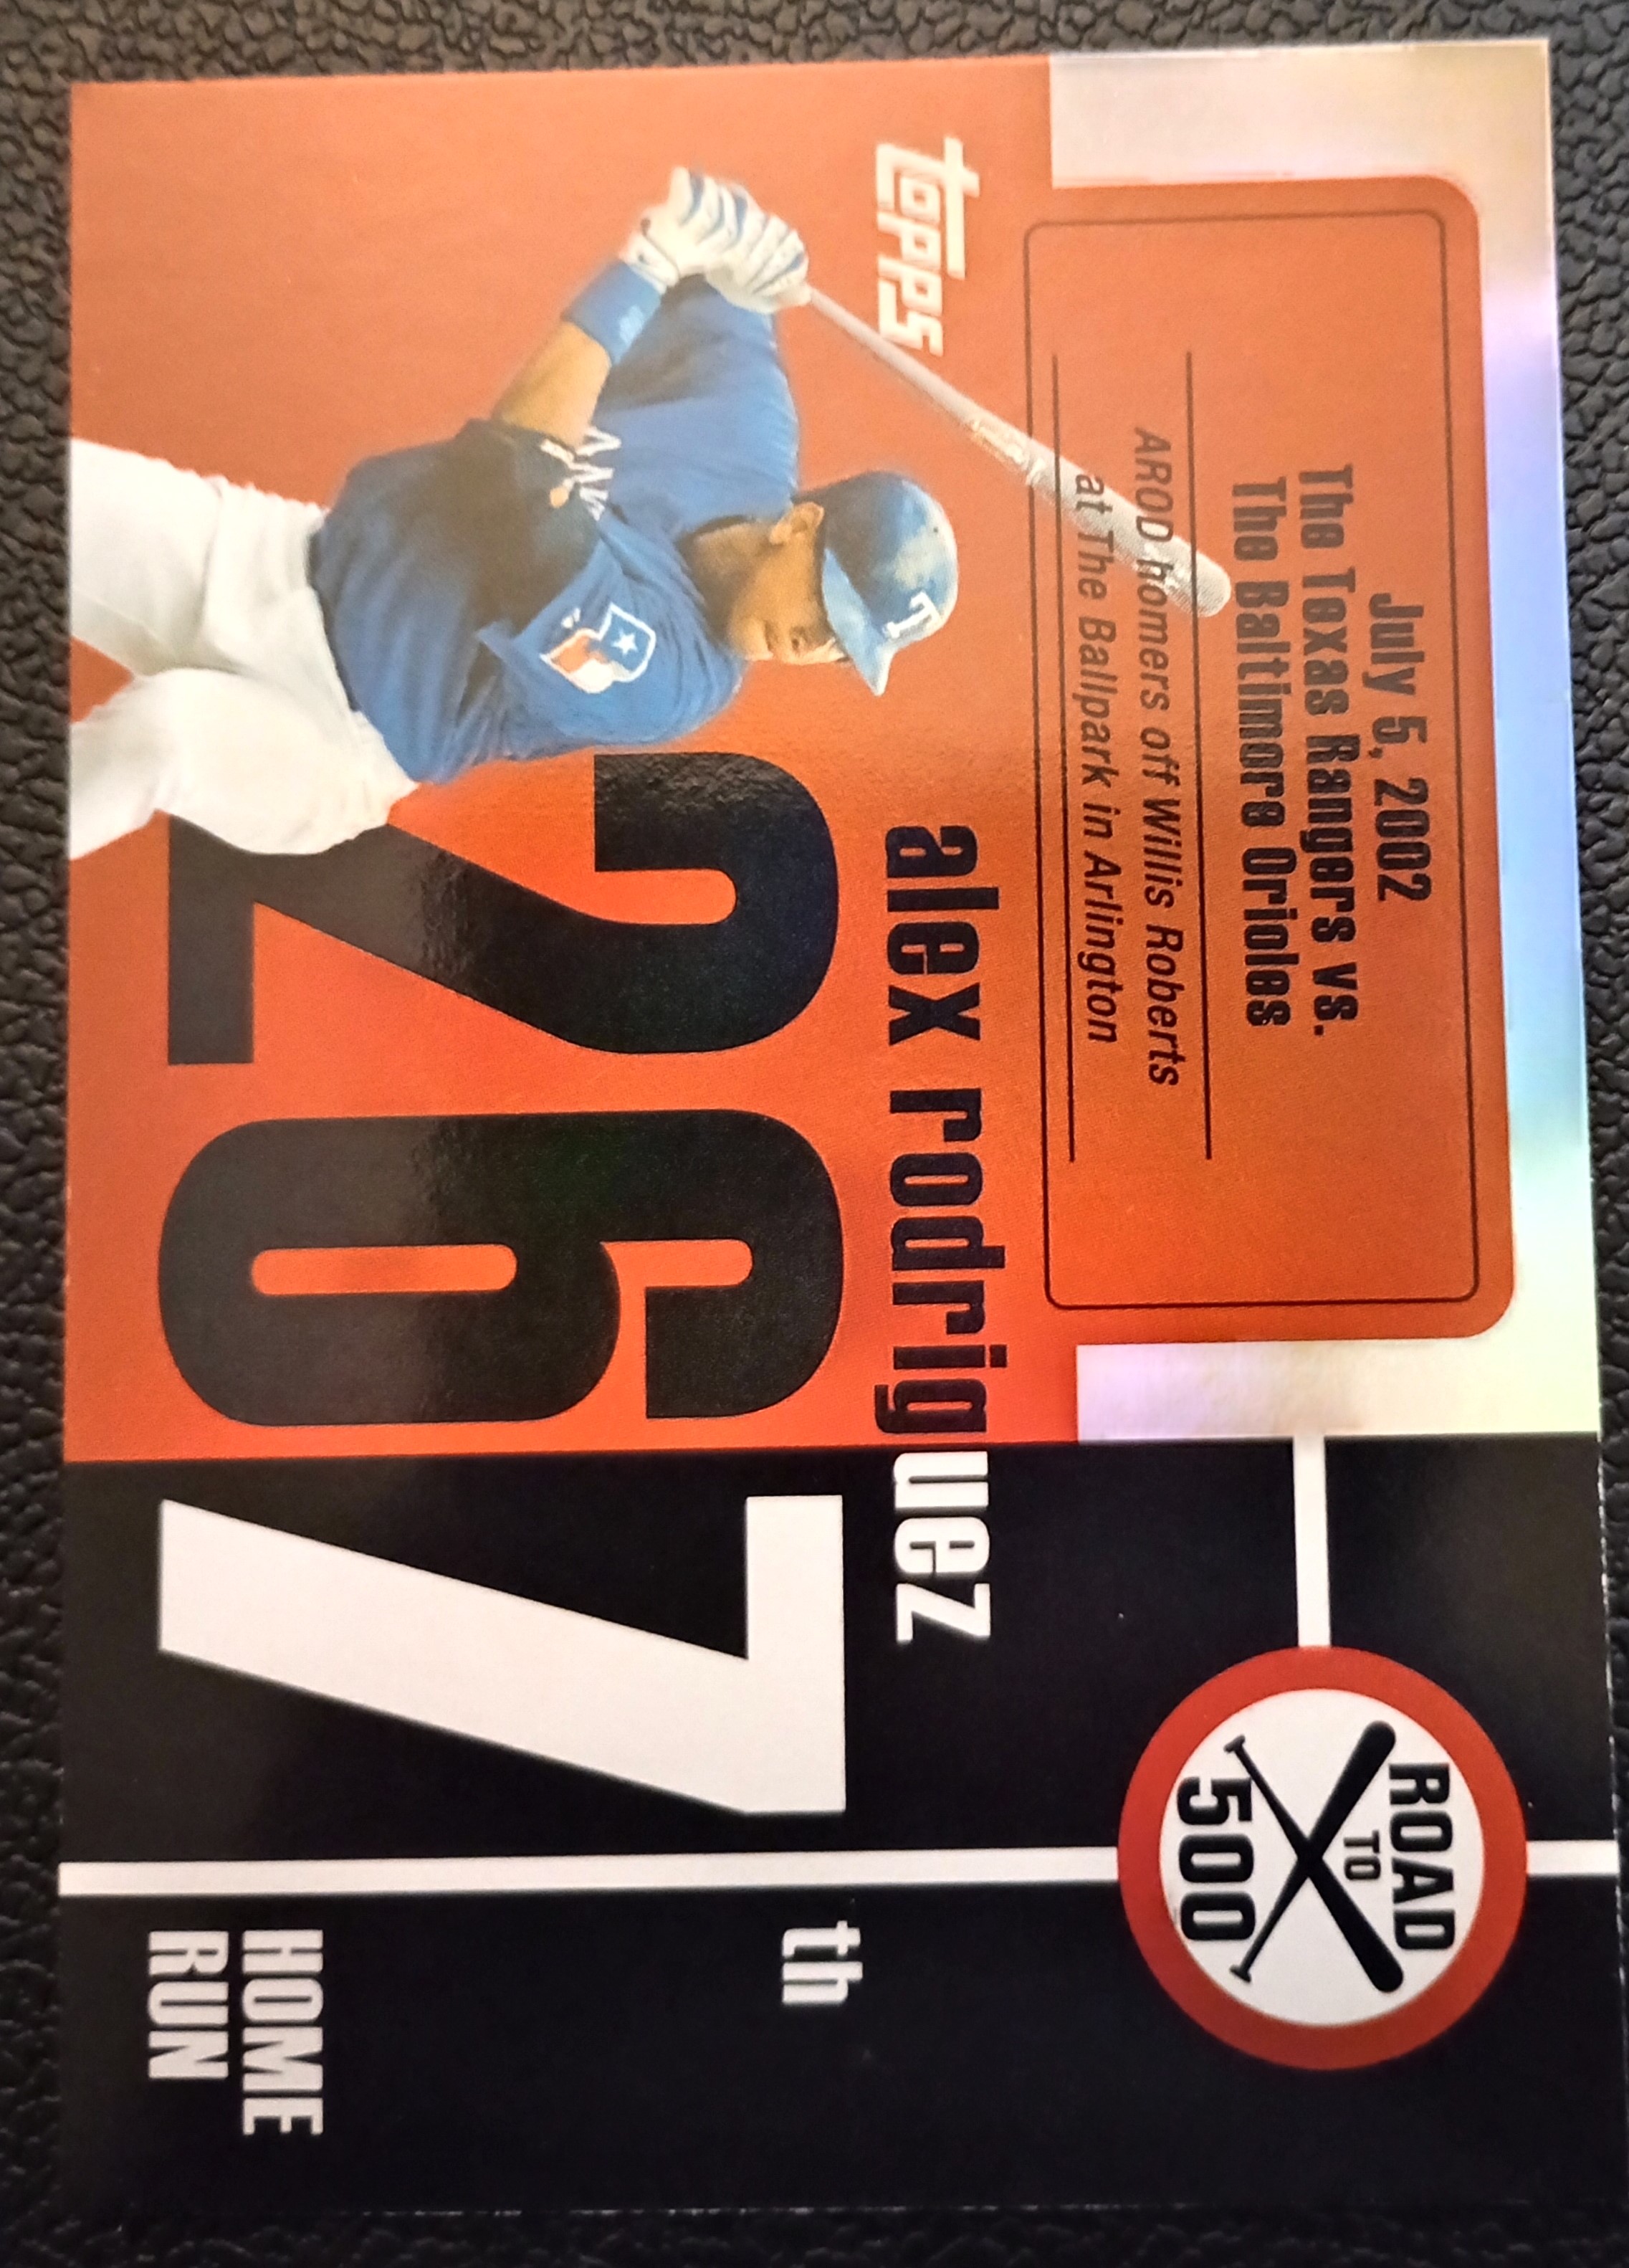 July 5, 2002
The Texas Rangers vs.
The Baltimore Orioles
AROD homers off Willis Roberts
at The Ballpark in Arlington
topps
ROAD
TO
500
alex rodriguez
267
th
HOME
RUN
T